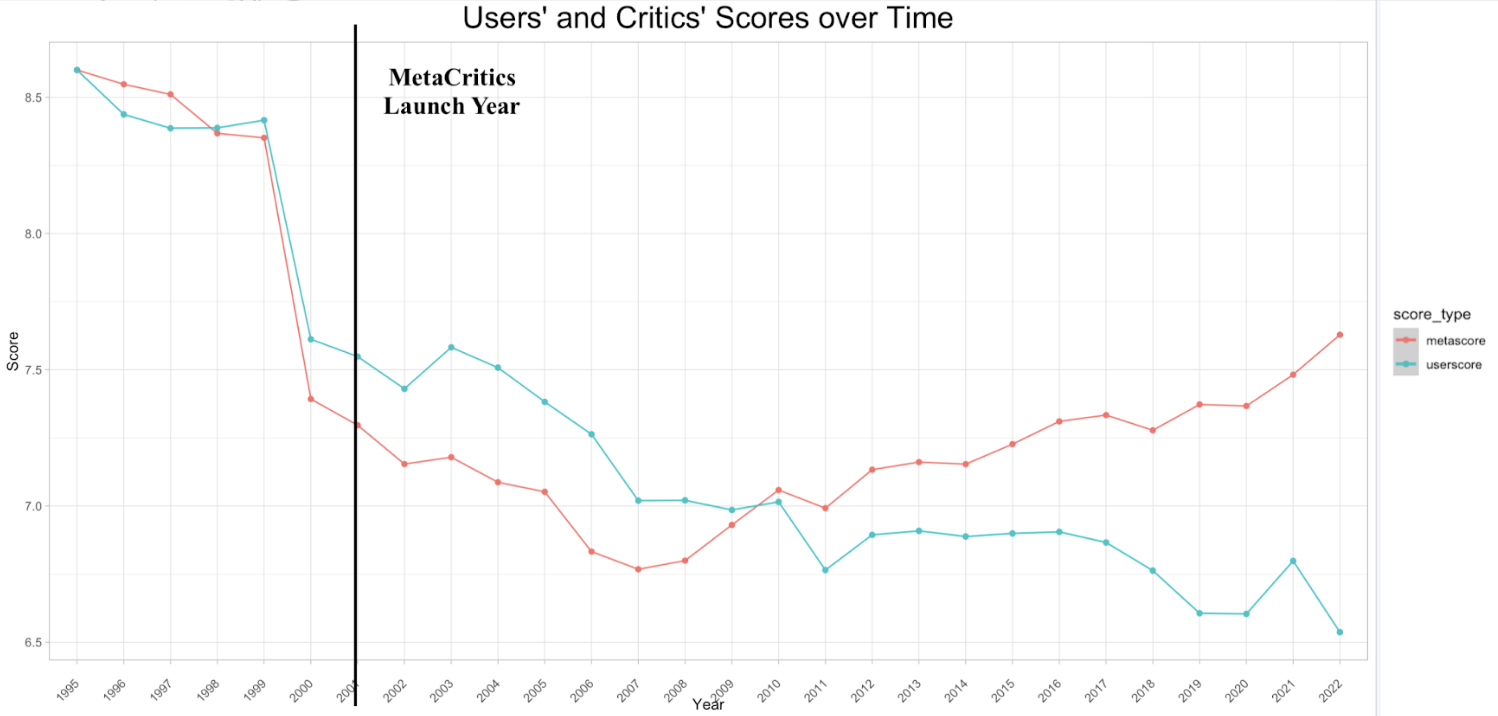 Users' and Critics' Scores over Time
MetaCritics
Launch Year
8.5
8.0
7.5
7.0
6.5
Score
1995 1996 1997 1998 1999 2000 2001 2002 2003 2004 2005 2006 2007 2008 2009 2010 2011 2012 2013 2014 2015 2016 2017 2018 2019 2020 2021 2022
Year
score_type
metascore
userscore